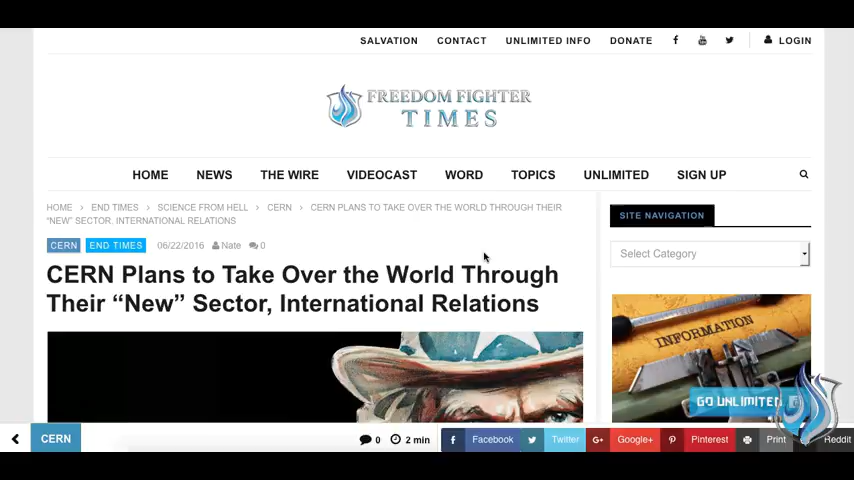 SALVATION CONTACT UNLIMITED INFO DONATE LOGIN
FREEDOM FIGHTER
TIMES
HOME NEWS THE WIRE VIDEOCAST WORD TOPICS UNLIMITED SIGN UP
HOME > END TIMES > SCIENCE FROM HELL > CERN > CERN PLANS TO TAKE OVER THE WORLD THROUGH THEIR
"NEW" SECTOR, INTERNATIONAL RELATIONS
CERN END TIMES 06/22/2016 Nate 0
CERN Plans to Take Over the World Through
Their “New” Sector, International Relations
SITE NAVIGATION
Select Category
INFORMATION
GO UNLIMITED
CERN 0 2 min Facebook Twitter Google+ Pinterest Print Reddit